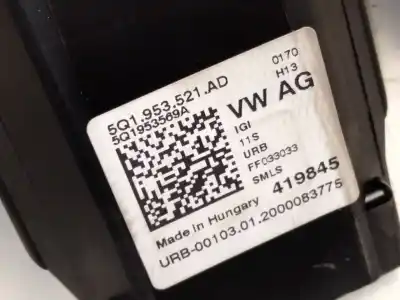 5Q1.953.521.AD
5Q1953569A
0170
H13
VW AG
IGI
11S
URB
FF033033
SMLS
419845
Made in Hungary
URB-00103.01.2000083775